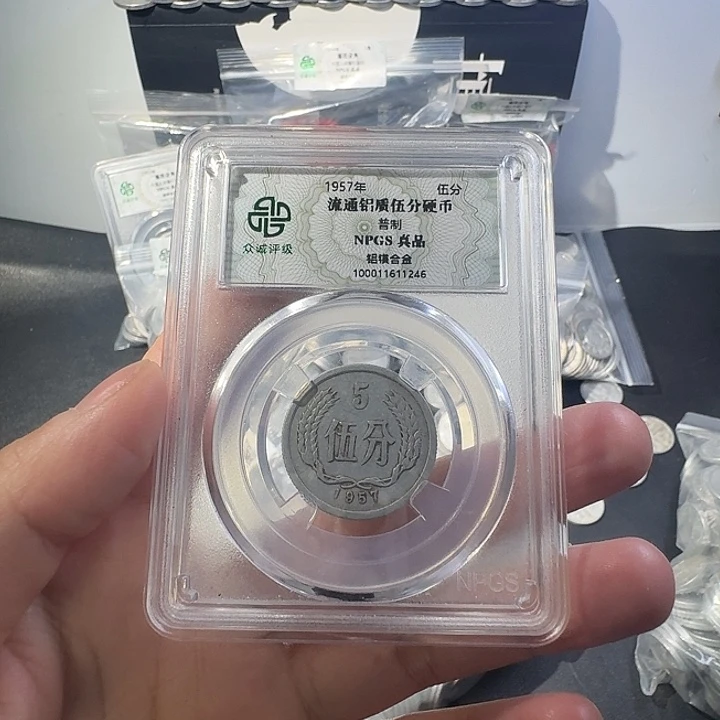 1957年 伍分
流通铝质伍分硬币
普制
NPGS 真品
铝镁合金
100011611246
众诚评级
5
伍分
1957
NPGS